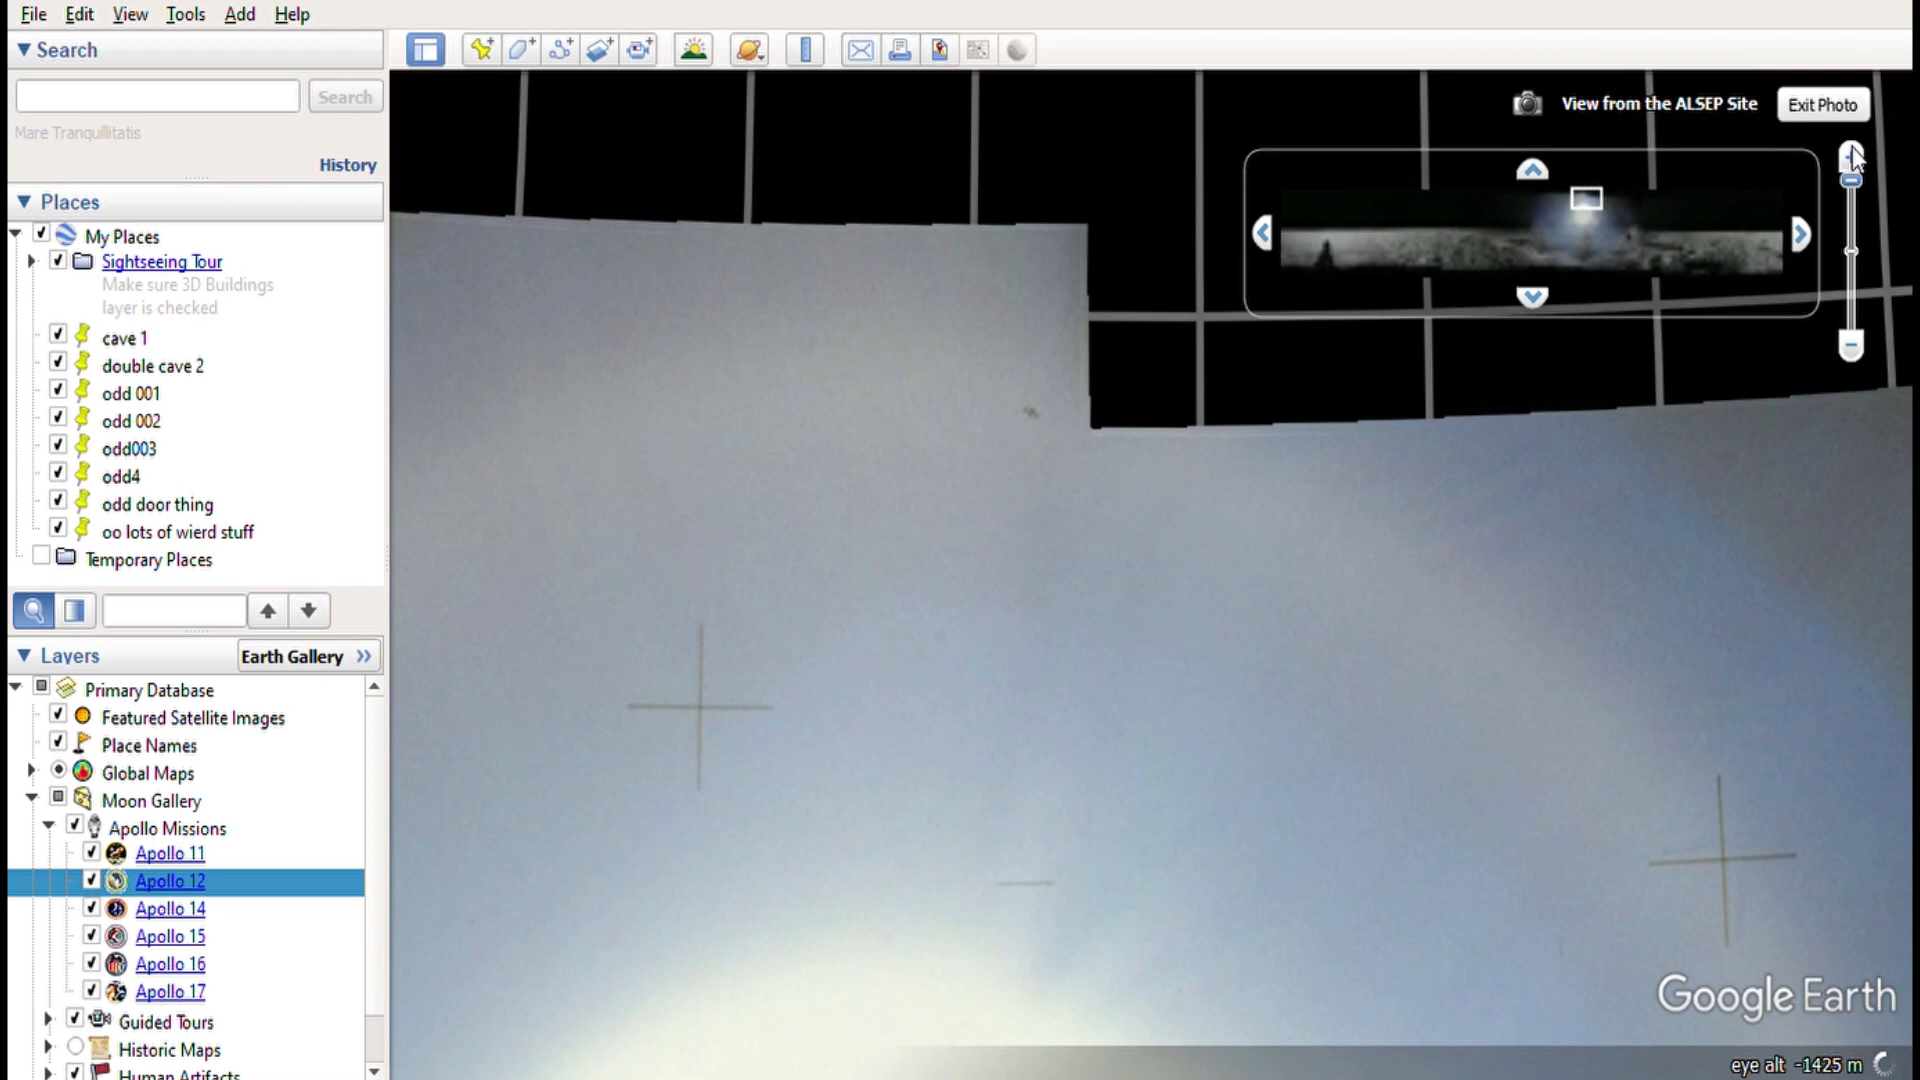 File Edit View Tools Add Help
Search
Search
Mare Tranquillitatis
History
Places
My Places
Sightseeing Tour
Make sure 3D Buildings
layer is checked
cave 1
double cave 2
odd 001
odd 002
odd003
odd4
odd door thing
oo lots of wierd stuff
Temporary Places
Layers
Earth Gallery »
Primary Database
Featured Satellite Images
Place Names
Global Maps
Moon Gallery
Apollo Missions
Apollo 11
Apollo 12
Apollo 14
Apollo 15
Apollo 16
Apollo 17
Guided Tours
Historic Maps
Human Artifacts
View from the ALSEP Site
Exit Photo
Google Earth
eye alt -1425 m